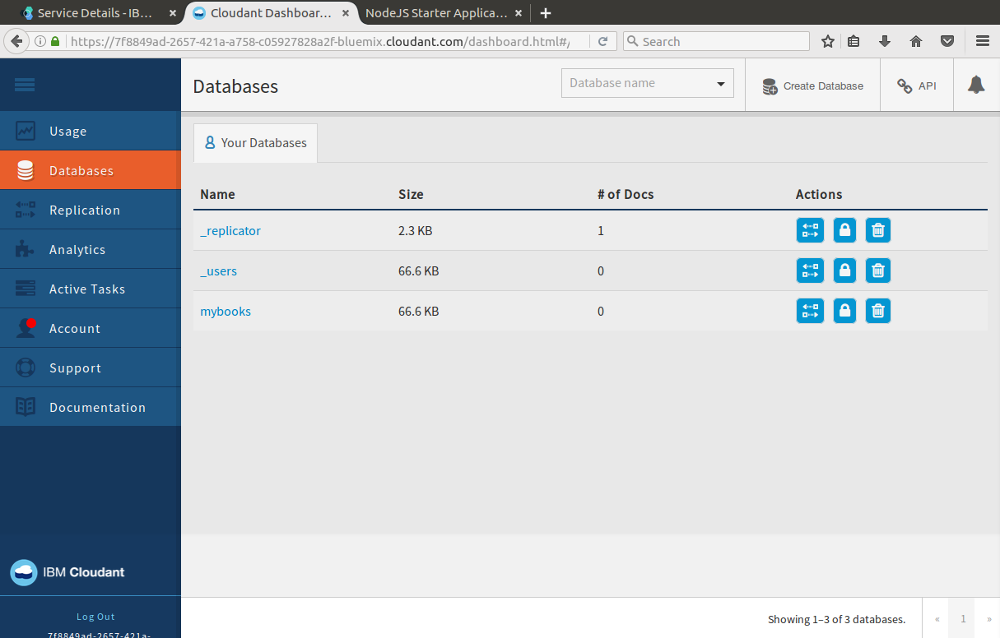 Service Details - IB... ×
Cloudant Dashboar... ×
NodeJS Starter Applica... × +
https://7f8849ad-2657-421a-a758-c05927828a2f-bluemix.cloudant.com/dashboard.html#/
Search
Databases
Database name
Create Database
API
Usage
Databases
Replication
Analytics
Active Tasks
Account
Support
Documentation
Your Databases
Name Size # of Docs Actions
_replicator 2.3 KB 1
_users 66.6 KB 0
mybooks 66.6 KB 0
IBM Cloudant
Log Out
7f8849ad-2657-421a-
Showing 1–3 of 3 databases.
« 1 »